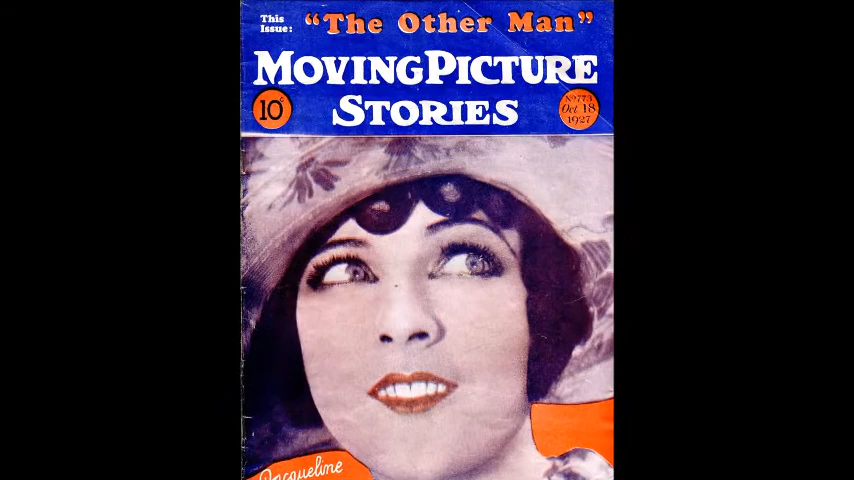 This
Issue:
"The Other Man"
MOVING PICTURE
STORIES
10¢
No 773
Oct 18
1927
Jacqueline